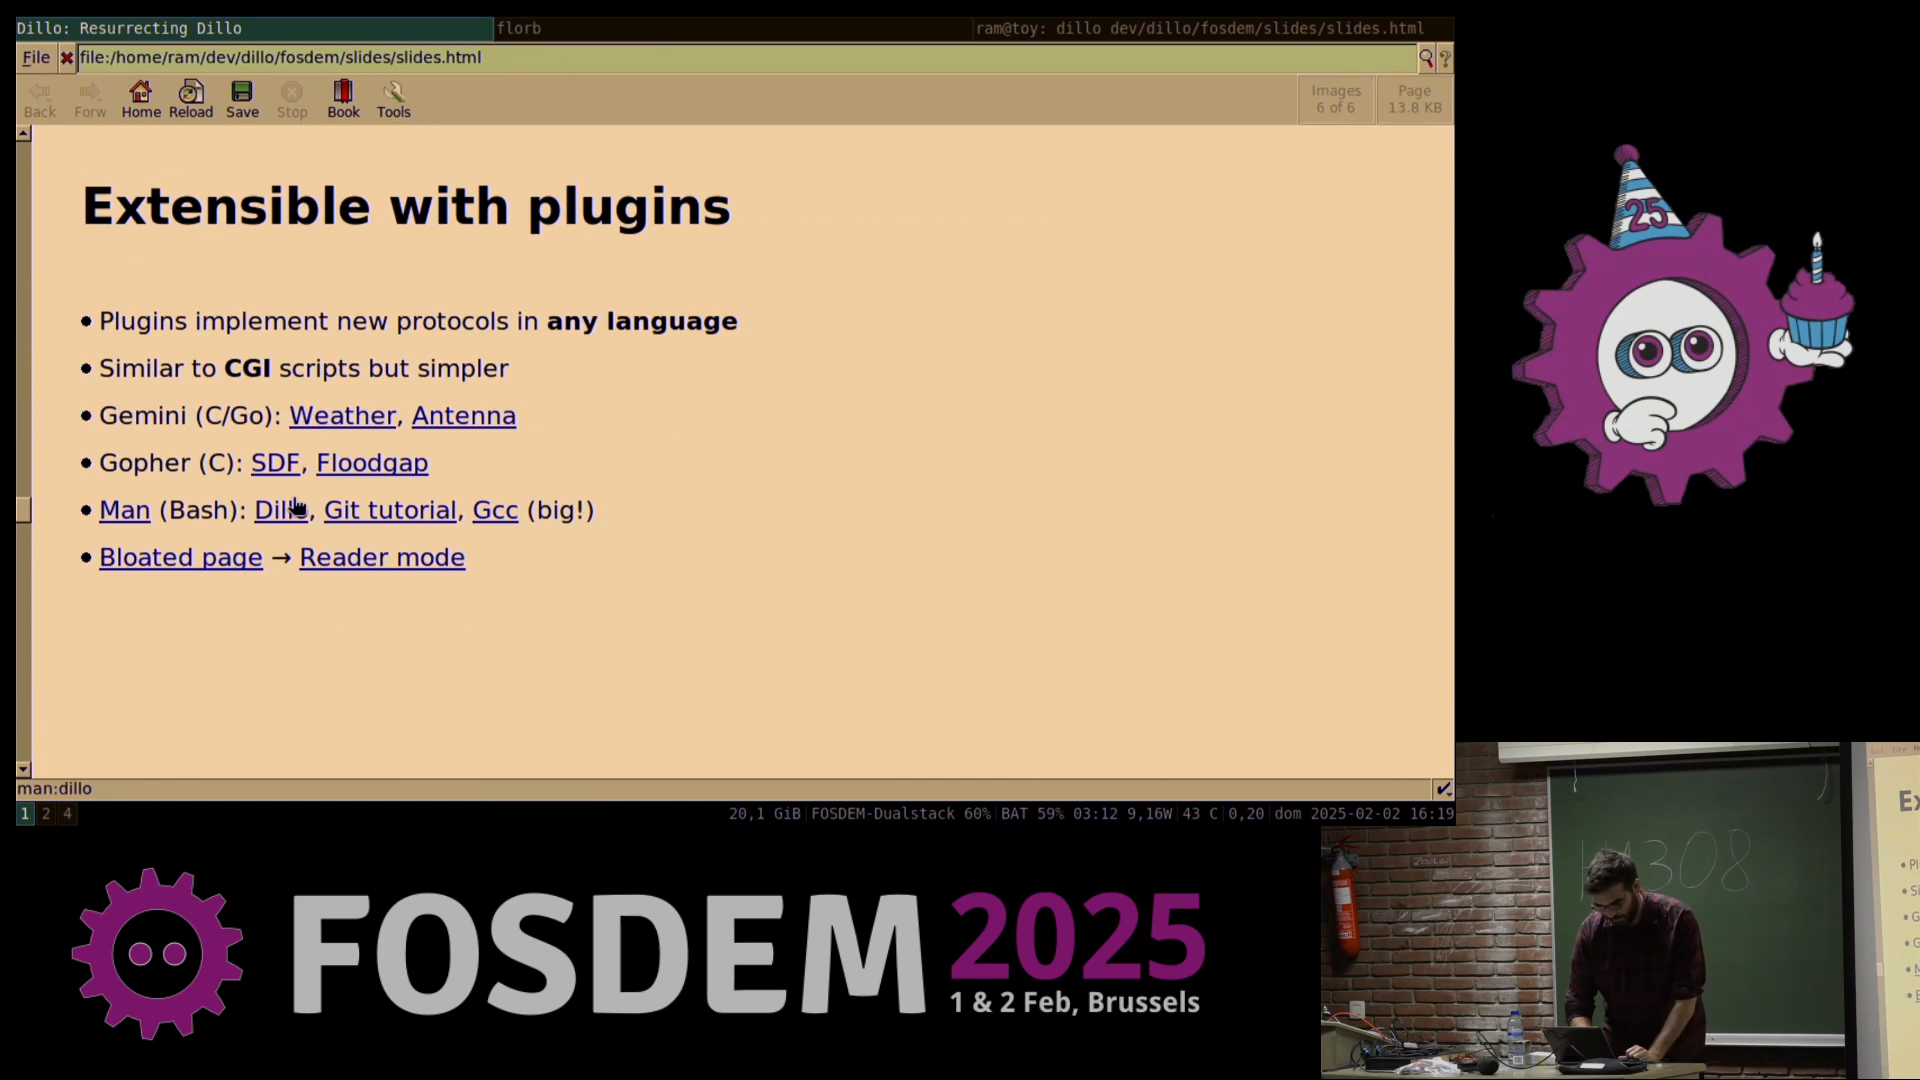 Dillo: Resurrecting Dillo
florb
ram@toy: dillo dev/dillo/fosdem/slides/slides.html
File
file:/home/ram/dev/dillo/fosdem/slides/slides.html
?
Back Forw Home Reload Save Stop Book Tools
Images
6 of 6
Page
13.8 KB
Extensible with plugins
• Plugins implement new protocols in any language
• Similar to CGI scripts but simpler
• Gemini (C/Go): Weather, Antenna
• Gopher (C): SDF, Floodgap
• Man (Bash): Dillo, Git tutorial, Gcc (big!)
• Bloated page → Reader mode
man:dillo
1 2 4
20,1 GiB FOSDEM-Dualstack 60% BAT 59% 03:12 9,16W 43 C 0,20 dom 2025-02-02 16:19
25
FOSDEM 2025
1 & 2 Feb, Brussels